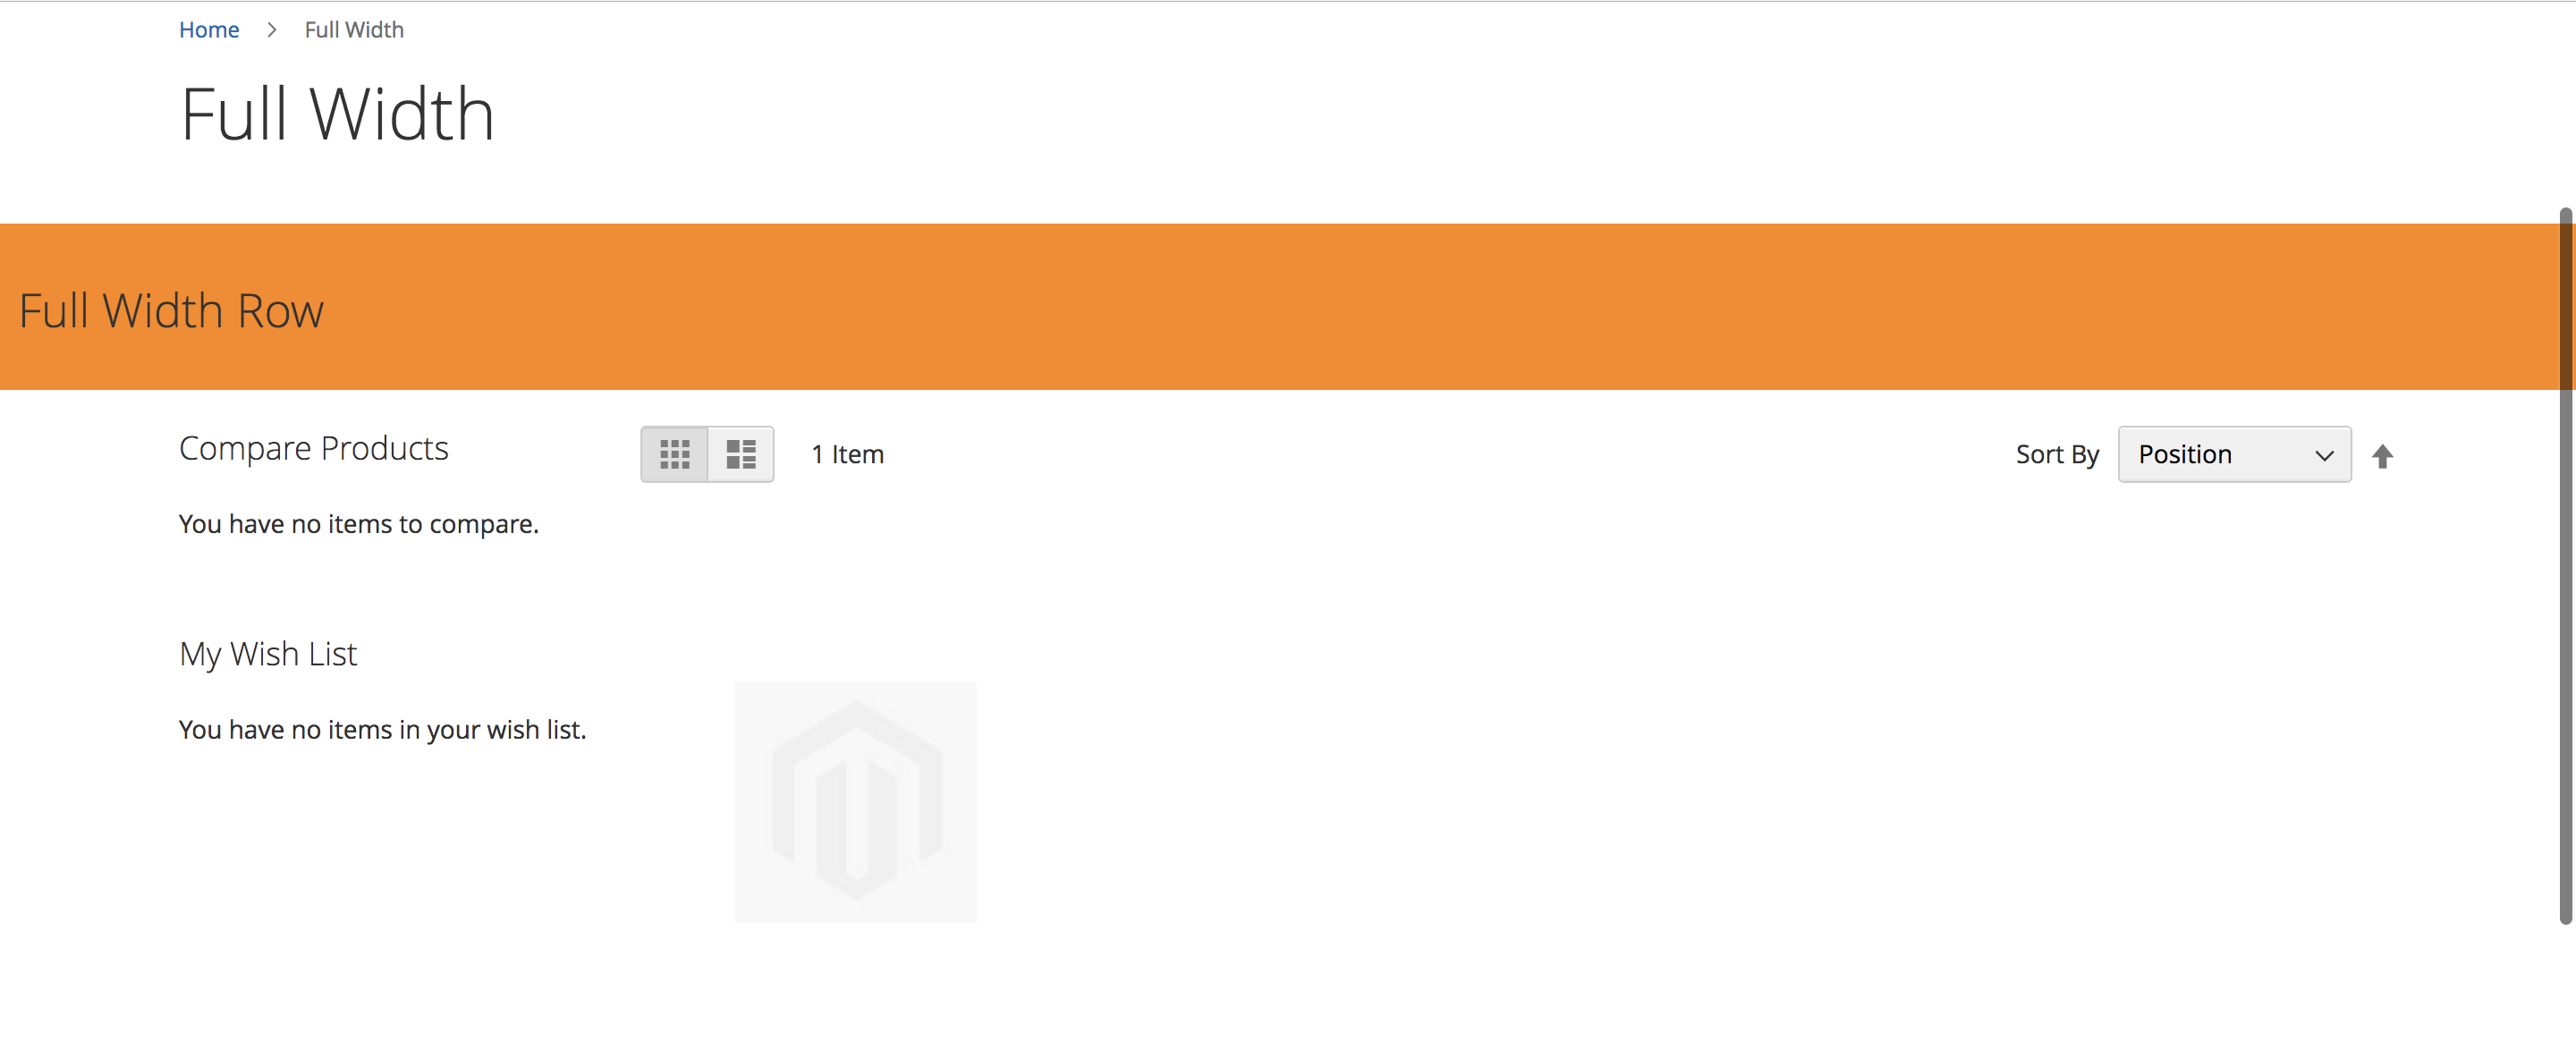 Home > Full Width
Full Width
Full Width Row
Compare Products
1 Item
Sort By Position
You have no items to compare.
My Wish List
You have no items in your wish list.